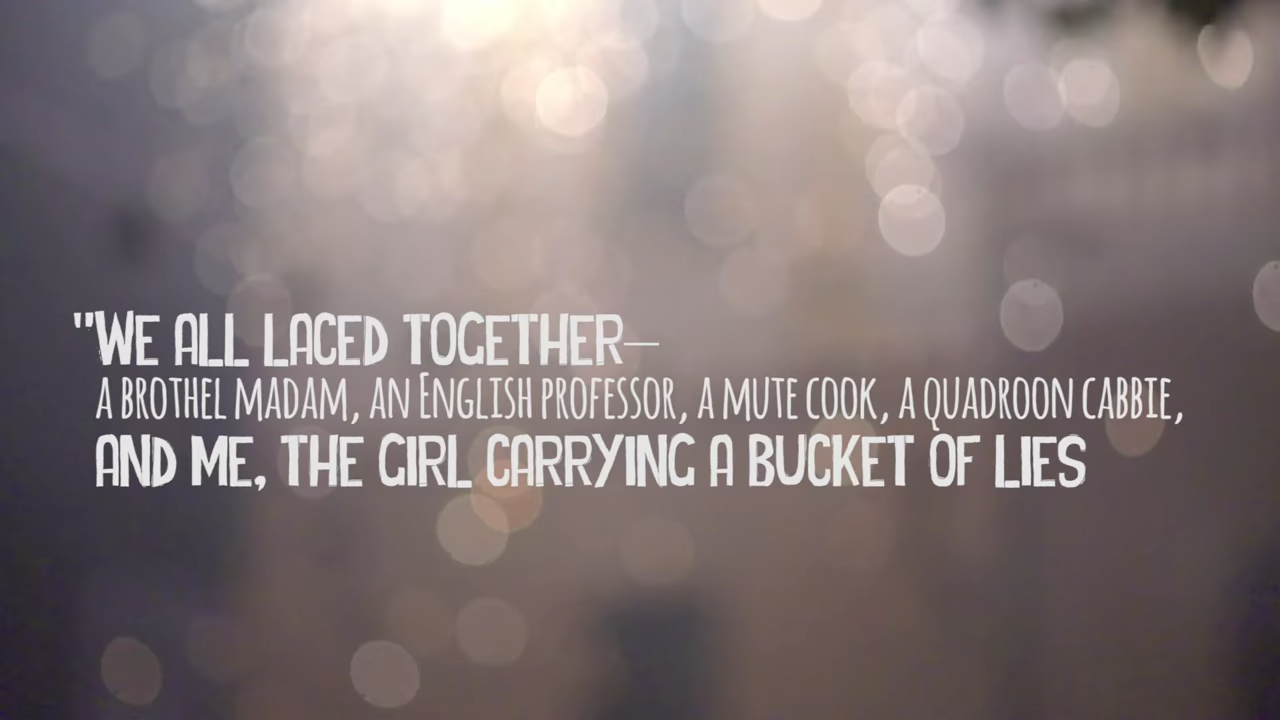 "WE ALL LACED TOGETHER—
A BROTHEL MADAM, AN ENGLISH PROFESSOR, A MUTE COOK, A QUADROON CABBIE,
AND ME, THE GIRL CARRYING A BUCKET OF LIES